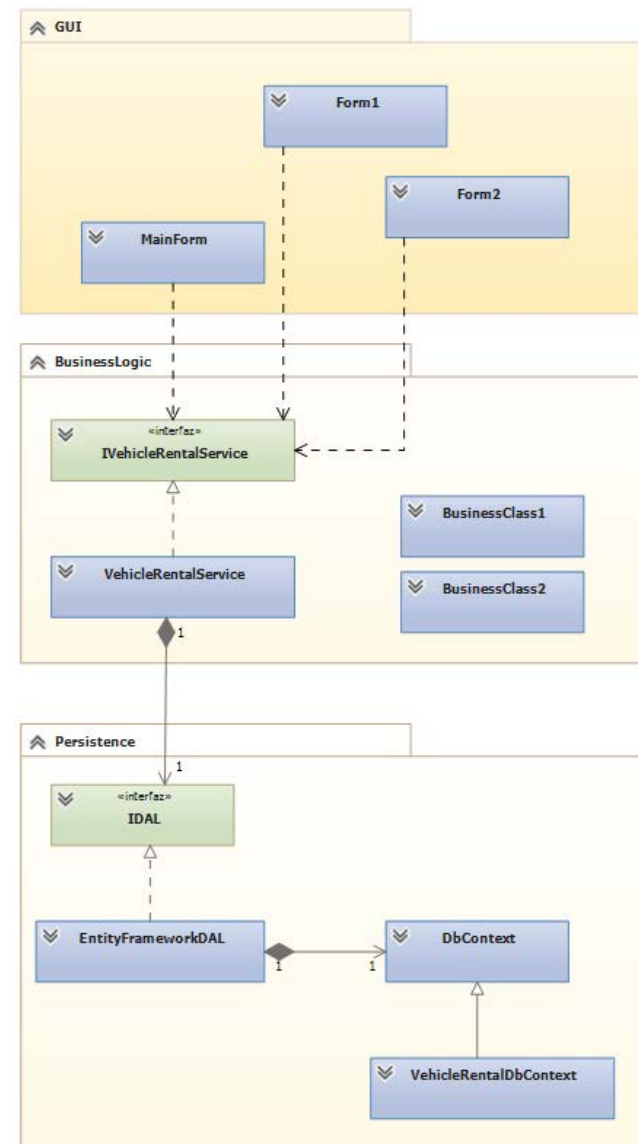 GUI
Form1
Form2
MainForm
BusinessLogic
«interfaz»
IVehicleRentalService
BusinessClass1
VehicleRentalService
BusinessClass2
1
Persistence
1
«interfaz»
IDAL
EntityFrameworkDAL
DbContext
1
1
VehicleRentalDbContext